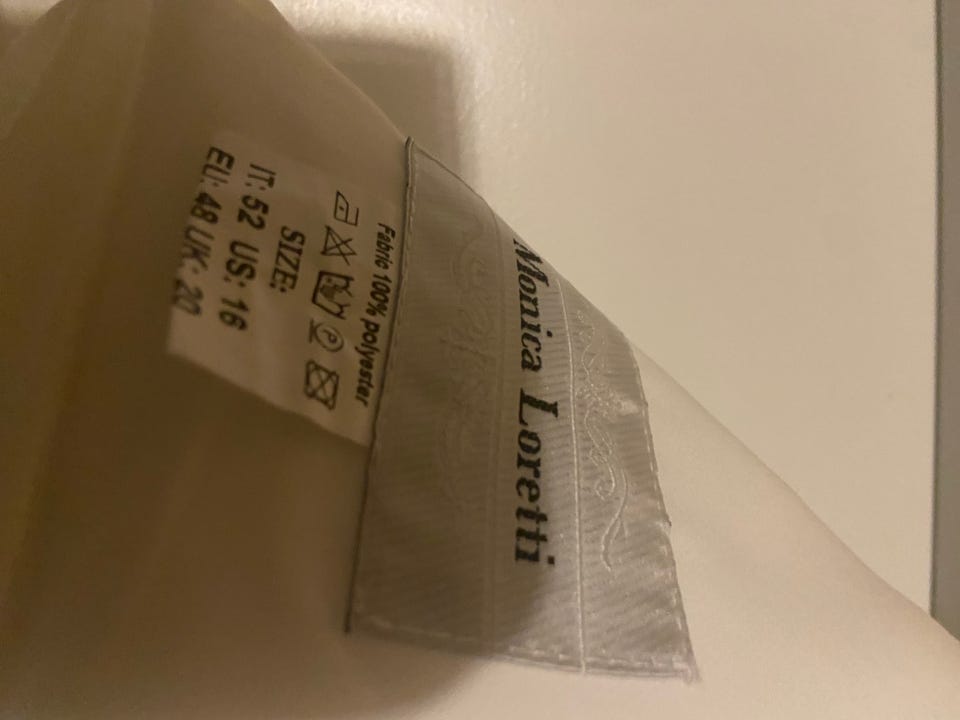 Monica Loretti
Fabric 100% polyester
SIZE:
IT: 52 US: 16
EU: 48 UK: 20